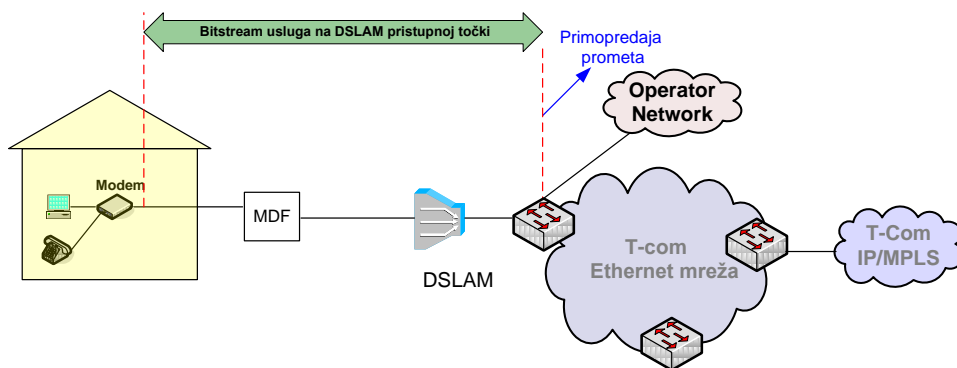 Bitstream usluga na DSLAM pristupnoj točki
Primopredaja
prometa
Operator
Network
Modem
MDF
DSLAM
T-com
Ethernet mreža
T-Com
IP/MPLS